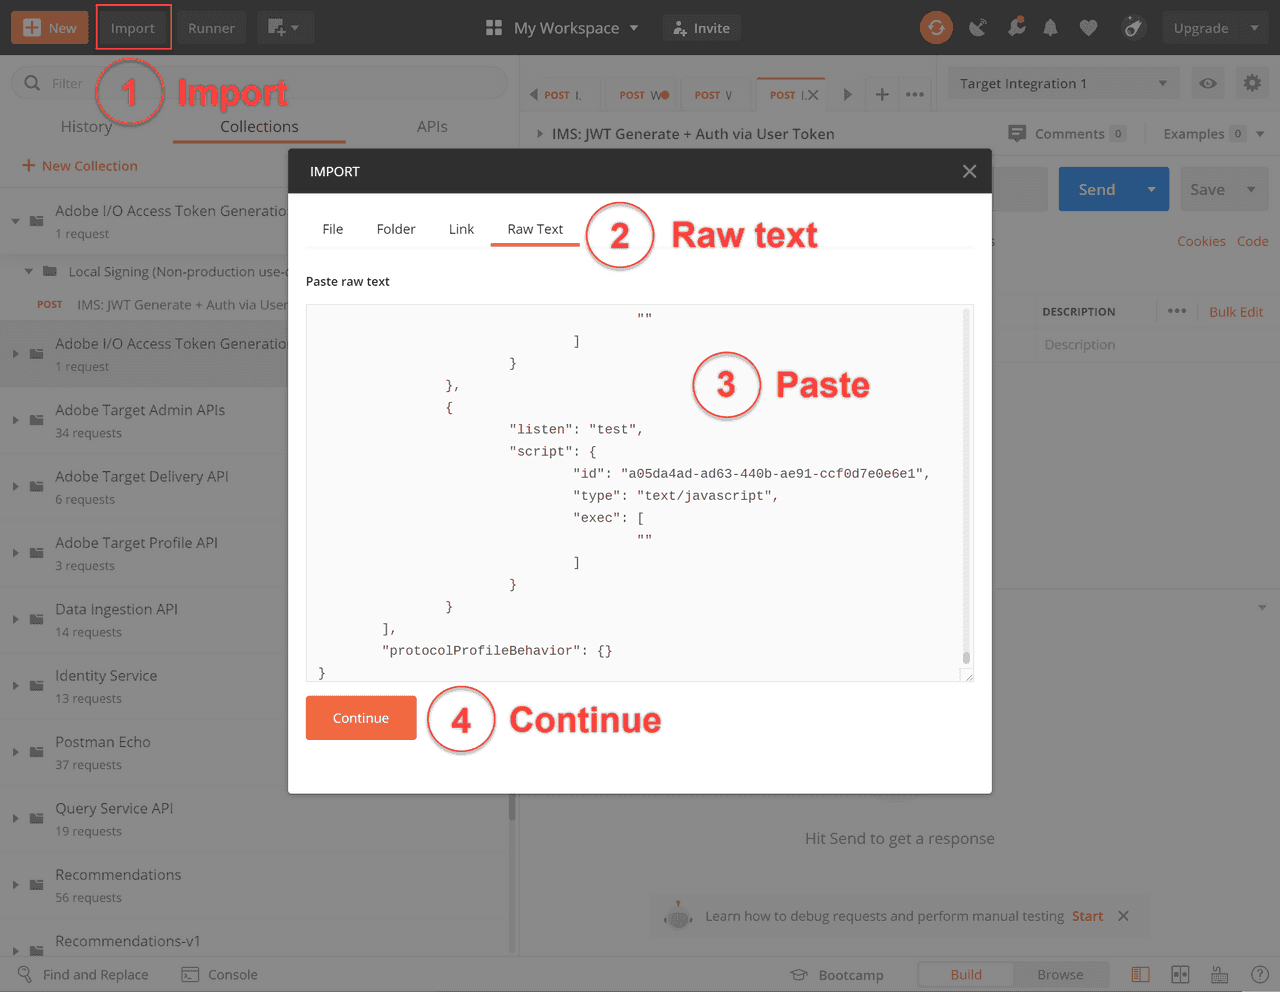 New
Import
Runner
My Workspace
Invite
Upgrade
Filter
1 Import
History
Collections
APIs
New Collection
Adobe I/O Access Token Generatio
1 request
Local Signing (Non-production use-
POST IMS: JWT Generate + Auth via User
Adobe I/O Access Token Generatio
1 request
Adobe Target Admin APIs
34 requests
Adobe Target Delivery API
6 requests
Adobe Target Profile API
3 requests
Data Ingestion API
14 requests
Identity Service
13 requests
Postman Echo
37 requests
Query Service API
19 requests
Recommendations
56 requests
Recommendations-v1
POST I.
POST W
POST V
POST I.
Target Integration 1
IMS: JWT Generate + Auth via User Token
Comments 0
Examples 0
Send
Save
Cookies Code
DESCRIPTION
Bulk Edit
Description
IMPORT
File
Folder
Link
Raw Text
2 Raw text
Paste raw text
""
]
}
},
{
"listen": "test",
"script": {
"id": "a05da4ad-ad63-440b-ae91-ccf0d7e0e6e1",
"type": "text/javascript",
"exec": [
""
]
}
}
],
"protocolProfileBehavior": {}
}
3 Paste
Continue
4 Continue
Hit Send to get a response
Learn how to debug requests and perform manual testing Start
Find and Replace
Console
Bootcamp
Build
Browse